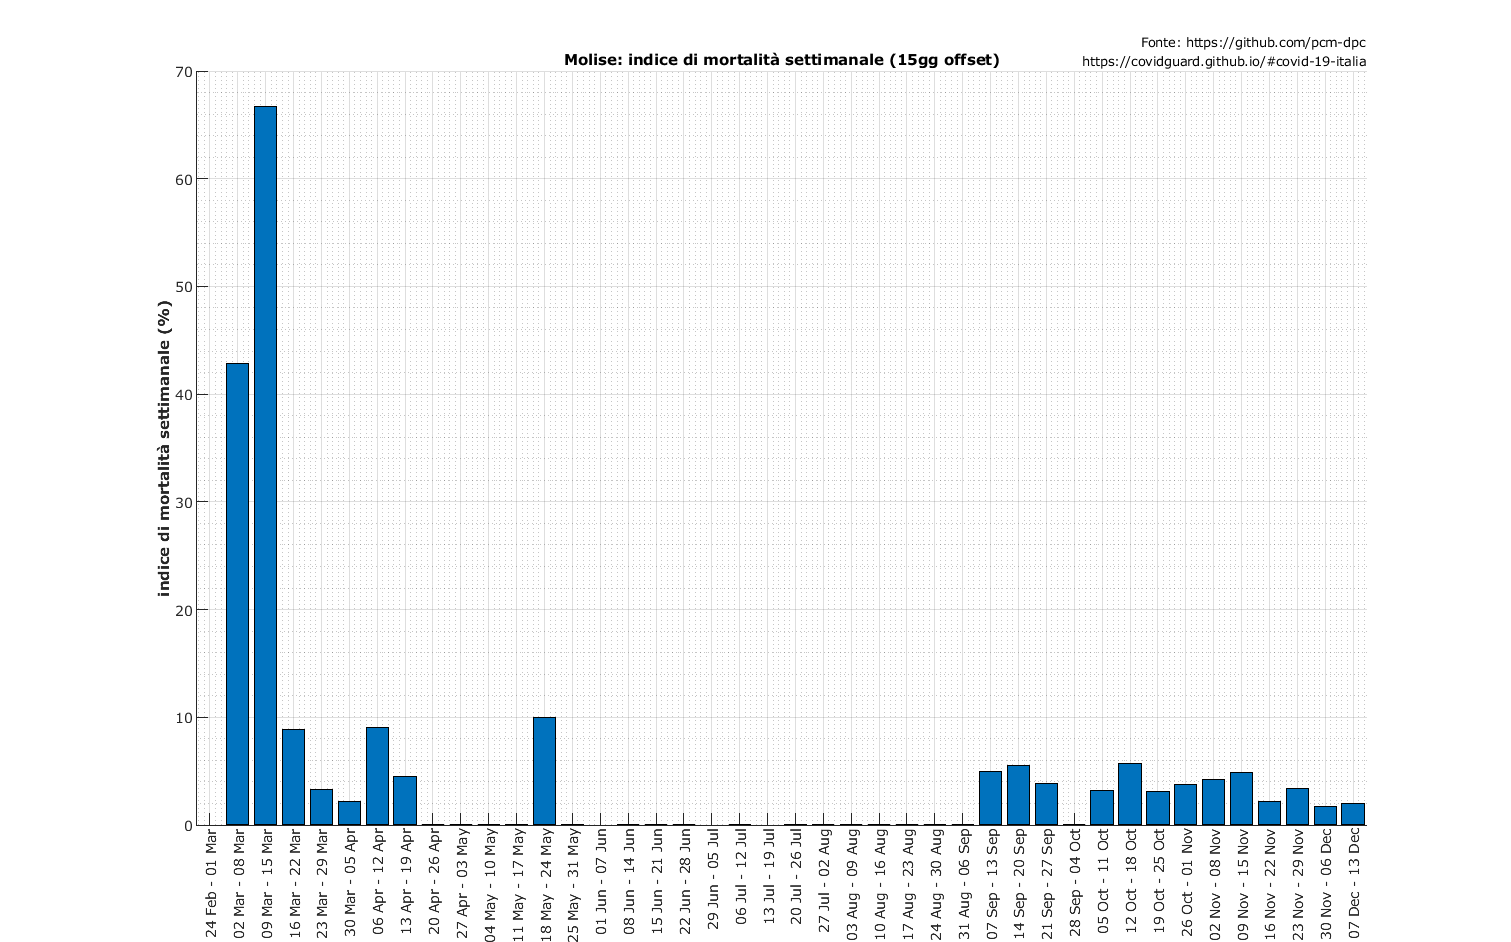 Fonte: https://github.com/pcm-dpc
Molise: indice di mortalità settimanale (15gg offset)
https://covidguard.github.io/#covid-19-italia
indice di mortalità settimanale (%)
70
60
50
40
30
20
10
0
24 Feb - 01 Mar
02 Mar - 08 Mar
09 Mar - 15 Mar
16 Mar - 22 Mar
23 Mar - 29 Mar
30 Mar - 05 Apr
06 Apr - 12 Apr
13 Apr - 19 Apr
20 Apr - 26 Apr
27 Apr - 03 May
04 May - 10 May
11 May - 17 May
18 May - 24 May
25 May - 31 May
01 Jun - 07 Jun
08 Jun - 14 Jun
15 Jun - 21 Jun
22 Jun - 28 Jun
29 Jun - 05 Jul
06 Jul - 12 Jul
13 Jul - 19 Jul
20 Jul - 26 Jul
27 Jul - 02 Aug
03 Aug - 09 Aug
10 Aug - 16 Aug
17 Aug - 23 Aug
24 Aug - 30 Aug
31 Aug - 06 Sep
07 Sep - 13 Sep
14 Sep - 20 Sep
21 Sep - 27 Sep
28 Sep - 04 Oct
05 Oct - 11 Oct
12 Oct - 18 Oct
19 Oct - 25 Oct
26 Oct - 01 Nov
02 Nov - 08 Nov
09 Nov - 15 Nov
16 Nov - 22 Nov
23 Nov - 29 Nov
30 Nov - 06 Dec
07 Dec - 13 Dec